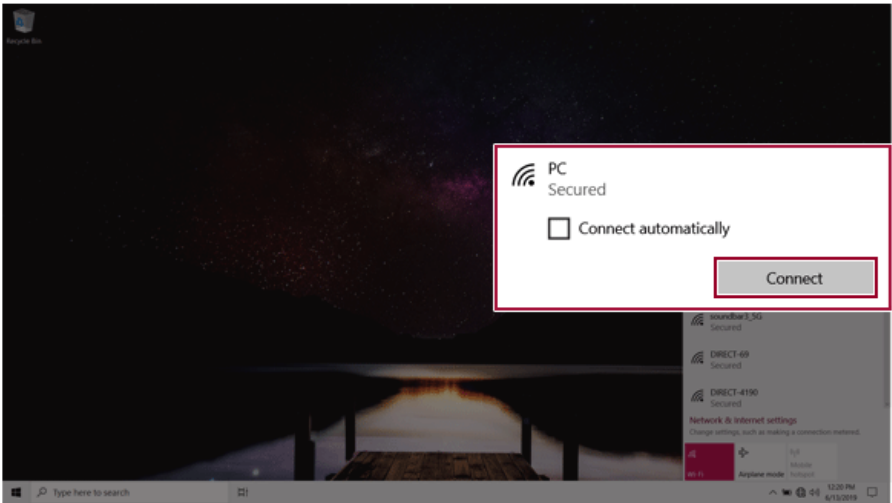 Recycle Bin
PC
Secured
Connect automatically
Connect
soundbar3_5G
Secured
DIRECT-69
Secured
DIRECT-4190
Secured
Network & internet settings
Change settings, such as making a connection metered.
Wi-Fi
Airplane mode
Mobile
hotspot
Type here to search
12:20 PM
6/13/2019